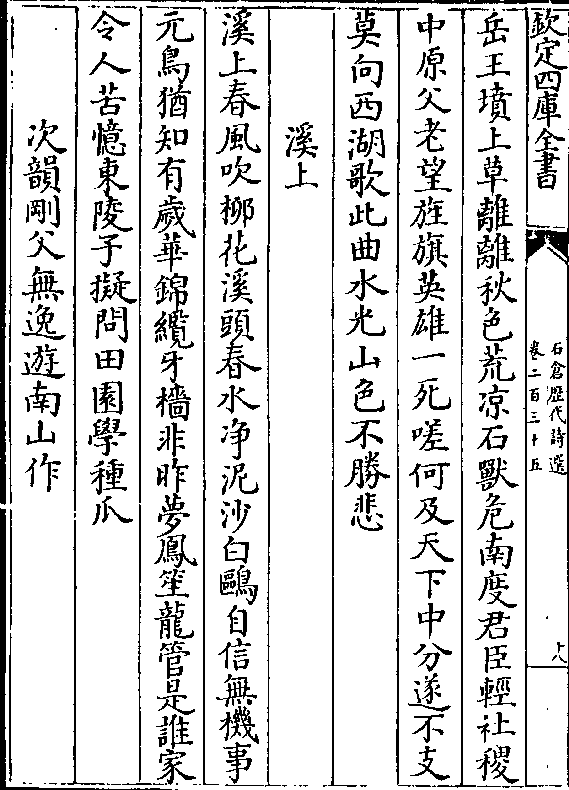 欽定四庫全書
石倉歷代詩選
卷二百三十五
十八
岳王墳上草離離秋色荒凉石獸危南度君臣輕社稷
中原父老望旌旗英雄一死嗟何及天下中分遂不支
莫向西湖歌此曲水光山色不勝悲
溪上
溪上春風吹柳花溪頭春水净泥沙白鷗自信無機事
元鳥猶知有歲華錦纜牙檣非昨夢鳳笙龍管是誰家
令人苦憶東陵子擬問田園學種瓜
次韻剛父無逸遊南山作